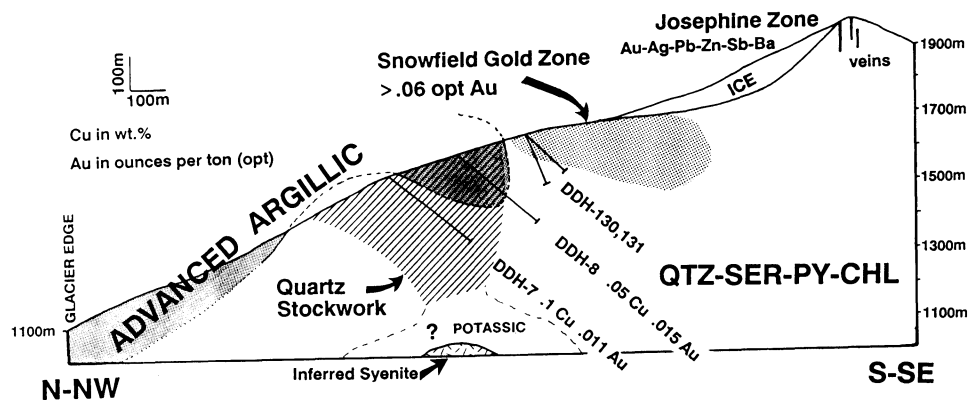 Josephine Zone
Au-Ag-Pb-Zn-Sb-Ba
veins
1900m
Snowfield Gold Zone
>.06 opt Au
ICE
100m
100m
1700m
Cu in wt.%
Au in ounces per ton (opt)
1500m
ADVANCED ARGILLIC
DDH-130,131
GLACIER EDGE
1300m
DDH-8 .05 Cu .015 Au
QTZ-SER-PY-CHL
DDH-7 .1 Cu .011 Au
Quartz
Stockwork
1100m
1100m
? POTASSIC
Inferred Syenite
N-NW
S-SE